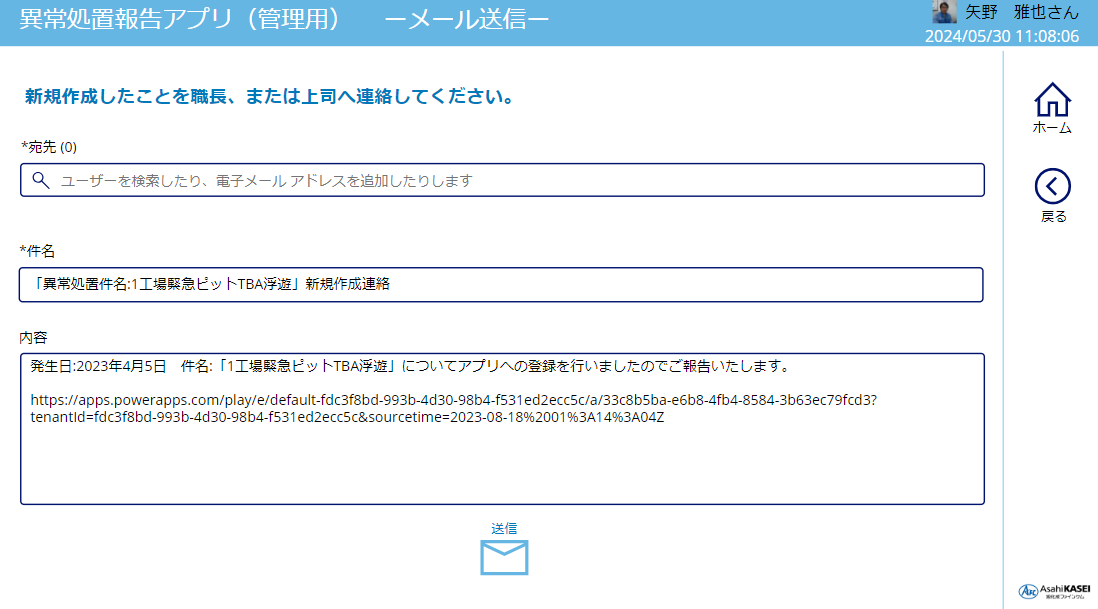 異常処置報告アプリ（管理用）　－メール送信－
矢野　雅也さん
2024/05/30 11:08:06
新規作成したことを職長、または上司へ連絡してください。
*宛先 (0)
ユーザーを検索したり、電子メール アドレスを追加したりします
*件名
「異常処置件名:1工場緊急ピットTBA浮遊」新規作成連絡
内容
発生日:2023年4月5日　件名:「1工場緊急ピットTBA浮遊」についてアプリへの登録を行いましたのでご報告いたします。
https://apps.powerapps.com/play/e/default-fdc3f8bd-993b-4d30-98b4-f531ed2ecc5c/a/33c8b5ba-e6b8-4fb4-8584-3b63ec79fcd3?
tenantId=fdc3f8bd-993b-4d30-98b4-f531ed2ecc5c&sourcetime=2023-08-18%2001%3A14%3A04Z
送信
ホーム
戻る
AsahiKASEI